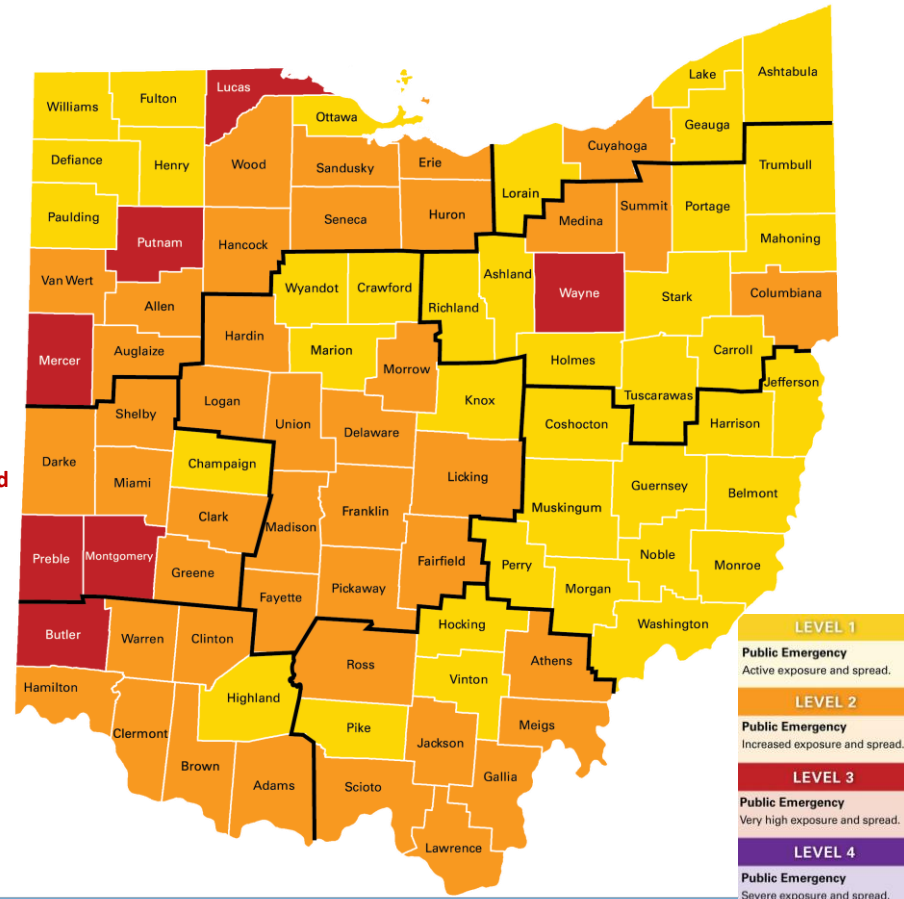 Lake
Ashtabula
Lucas
Williams
Fulton
Geauga
Ottawa
Cuyahoga
Defiance
Henry
Wood
Sandusky
Erie
Trumbull
Lorain
Paulding
Medina
Summit
Portage
Seneca
Huron
Putnam
Hancock
Mahoning
Van Wert
Wyandot
Crawford
Ashland
Richland
Wayne
Stark
Columbiana
Allen
Hardin
Mercer
Auglaize
Marion
Morrow
Holmes
Carroll
Jefferson
Logan
Knox
Tuscarawas
Shelby
Union
Delaware
Coshocton
Harrison
Darke
Champaign
Licking
d
Miami
Guernsey
Belmont
Muskingum
Clark
Madison
Franklin
Preble
Montgomery
Greene
Fairfield
Perry
Noble
Monroe
Fayette
Pickaway
Morgan
Butler
Warren
Clinton
Hocking
Washington
Ross
Athens
Hamilton
Highland
Vinton
Clermont
Pike
Jackson
Meigs
Brown
Adams
Scioto
Gallia
Lawrence
LEVEL 1
Public Emergency
Active exposure and spread.
LEVEL 2
Public Emergency
Increased exposure and spread.
LEVEL 3
Public Emergency
Very high exposure and spread.
LEVEL 4
Public Emergency
Severe exposure and spread.